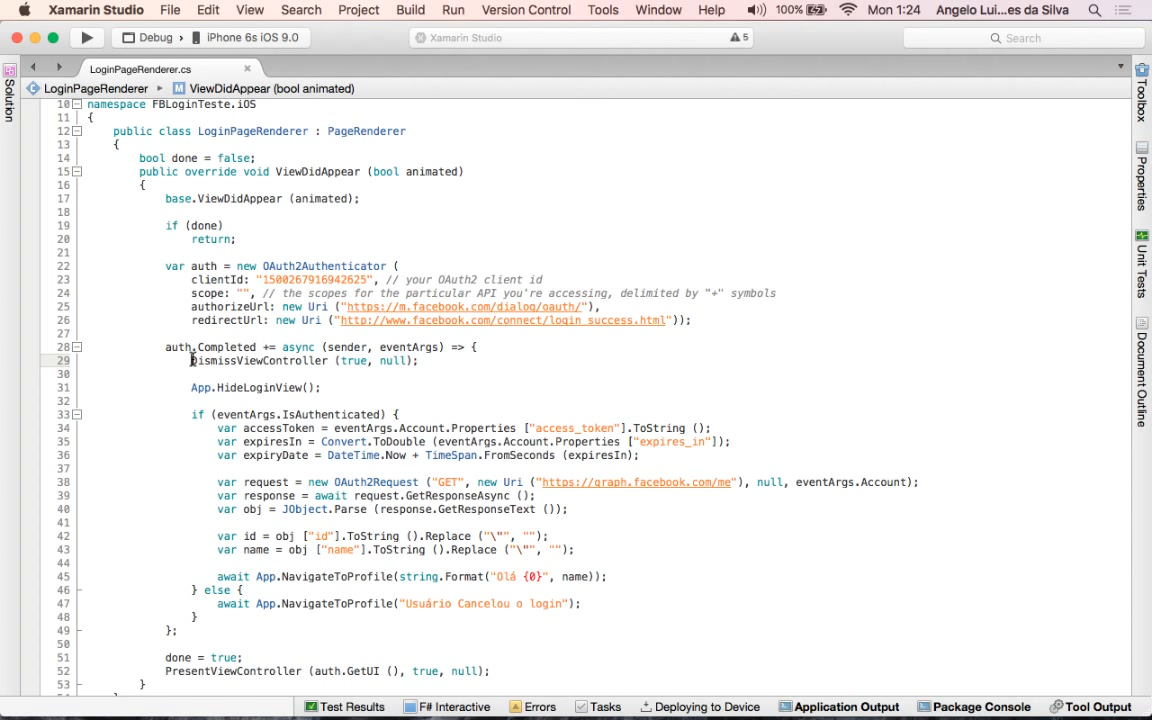 Xamarin Studio File Edit View Search Project Build Run Version Control Tools Window Help 100% Mon 1:24 Angelo Lui...es da Silva
Debug › iPhone 6s iOS 9.0 Xamarin Studio 5 Search
LoginPageRenderer.cs
LoginPageRenderer ViewDidAppear (bool animated)
Solution
Toolbox
Properties
Unit Tests
Document Outline
10 namespace FBLoginTeste.iOS
11 {
12 public class LoginPageRenderer : PageRenderer
13 {
14 bool done = false;
15 public override void ViewDidAppear (bool animated)
16 {
17 base.ViewDidAppear (animated);
18
19 if (done)
20 return;
21
22 var auth = new OAuth2Authenticator (
23 clientId: "1500267916942625", // your OAuth2 client id
24 scope: "", // the scopes for the particular API you're accessing, delimited by "+" symbols
25 authorizeUrl: new Uri ("https://m.facebook.com/dialog/oauth/"),
26 redirectUrl: new Uri ("http://www.facebook.com/connect/login_success.html"));
27
28 auth.Completed += async (sender, eventArgs) => {
29 DismissViewController (true, null);
30
31 App.HideLoginView();
32
33 if (eventArgs.IsAuthenticated) {
34 var accessToken = eventArgs.Account.Properties ["access_token"].ToString ();
35 var expiresIn = Convert.ToDouble (eventArgs.Account.Properties ["expires_in"]);
36 var expiryDate = DateTime.Now + TimeSpan.FromSeconds (expiresIn);
37
38 var request = new OAuth2Request ("GET", new Uri ("https://graph.facebook.com/me"), null, eventArgs.Account);
39 var response = await request.GetResponseAsync ();
40 var obj = JObject.Parse (response.GetResponseText ());
41
42 var id = obj ["id"].ToString ().Replace ("\"", "");
43 var name = obj ["name"].ToString ().Replace ("\"", "");
44
45 await App.NavigateToProfile(string.Format("Olá {0}", name));
46 } else {
47 await App.NavigateToProfile("Usuário Cancelou o login");
48 }
49 };
50
51 done = true;
52 PresentViewController (auth.GetUI (), true, null);
53 }
Test Results F# Interactive Errors Tasks Deploying to Device Application Output Package Console Tool Output